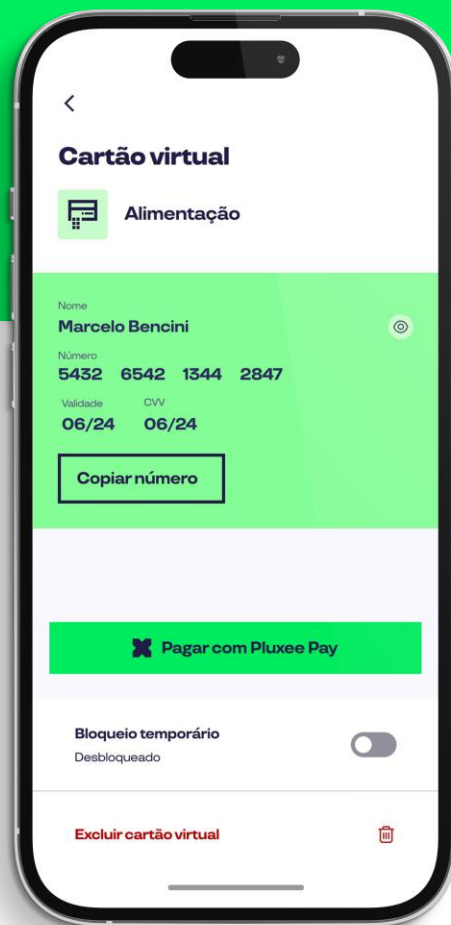 Cartão virtual
Alimentação
Nome
Marcelo Bencini
Número
5432 6542 1344 2847
Validade CVV
06/24 06/24
Copiar número
Pagar com Pluxee Pay
Bloqueio temporário
Desbloqueado
Excluir cartão virtual